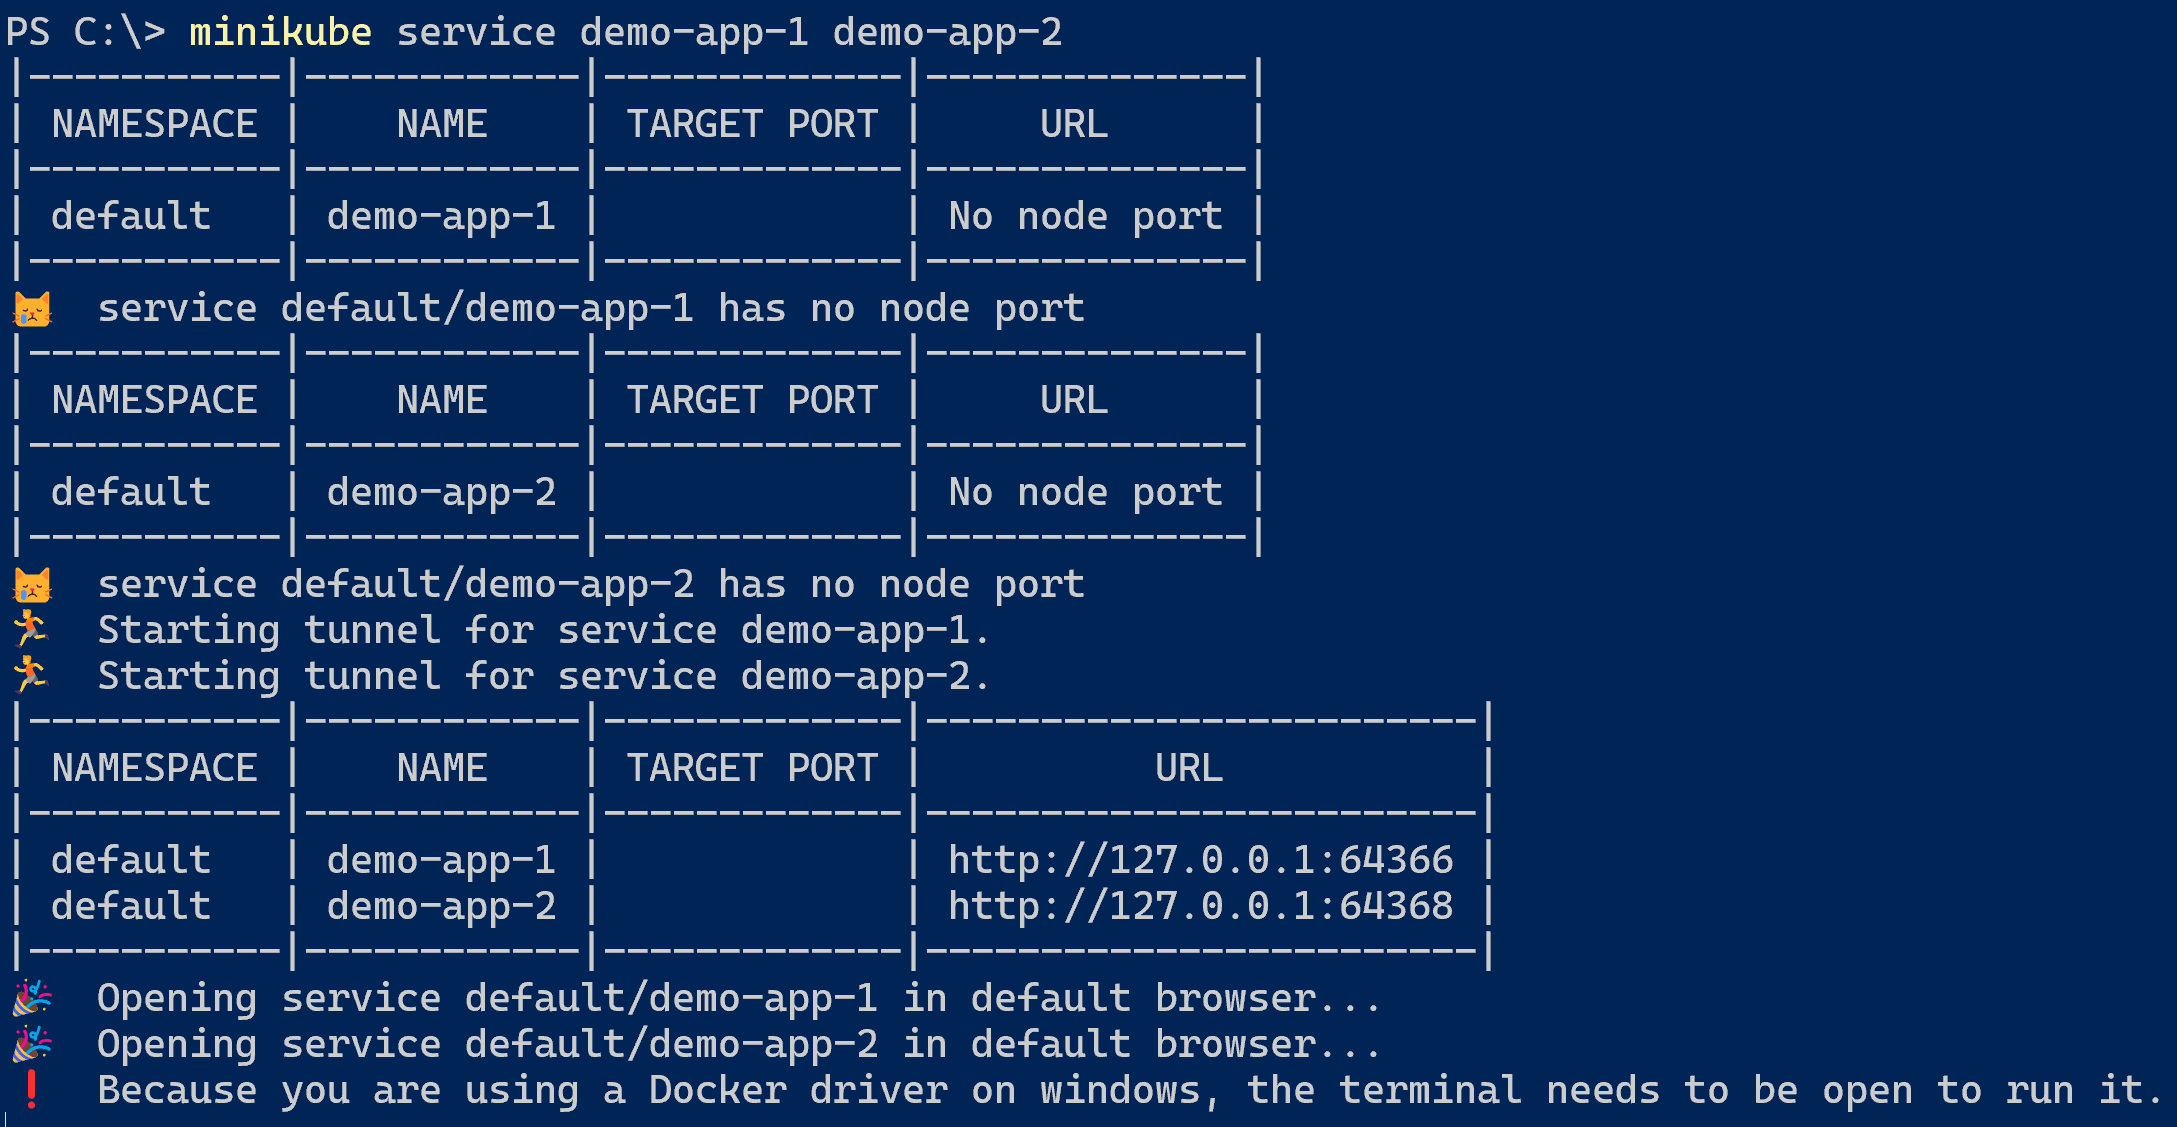 PS C:\> minikube service demo-app-1 demo-app-2
|-----------|------------|-------------|--------------|
| NAMESPACE |    NAME    | TARGET PORT |     URL      |
|-----------|------------|-------------|--------------|
| default   | demo-app-1 |             | No node port |
|-----------|------------|-------------|--------------|
😿  service default/demo-app-1 has no node port
|-----------|------------|-------------|--------------|
| NAMESPACE |    NAME    | TARGET PORT |     URL      |
|-----------|------------|-------------|--------------|
| default   | demo-app-2 |             | No node port |
|-----------|------------|-------------|--------------|
😿  service default/demo-app-2 has no node port
🏃  Starting tunnel for service demo-app-1.
🏃  Starting tunnel for service demo-app-2.
|-----------|------------|-------------|------------------------|
| NAMESPACE |    NAME    | TARGET PORT |          URL           |
|-----------|------------|-------------|------------------------|
| default   | demo-app-1 |             | http://127.0.0.1:64366 |
| default   | demo-app-2 |             | http://127.0.0.1:64368 |
|-----------|------------|-------------|------------------------|
🎉  Opening service default/demo-app-1 in default browser...
🎉  Opening service default/demo-app-2 in default browser...
❗  Because you are using a Docker driver on windows, the terminal needs to be open to run it.